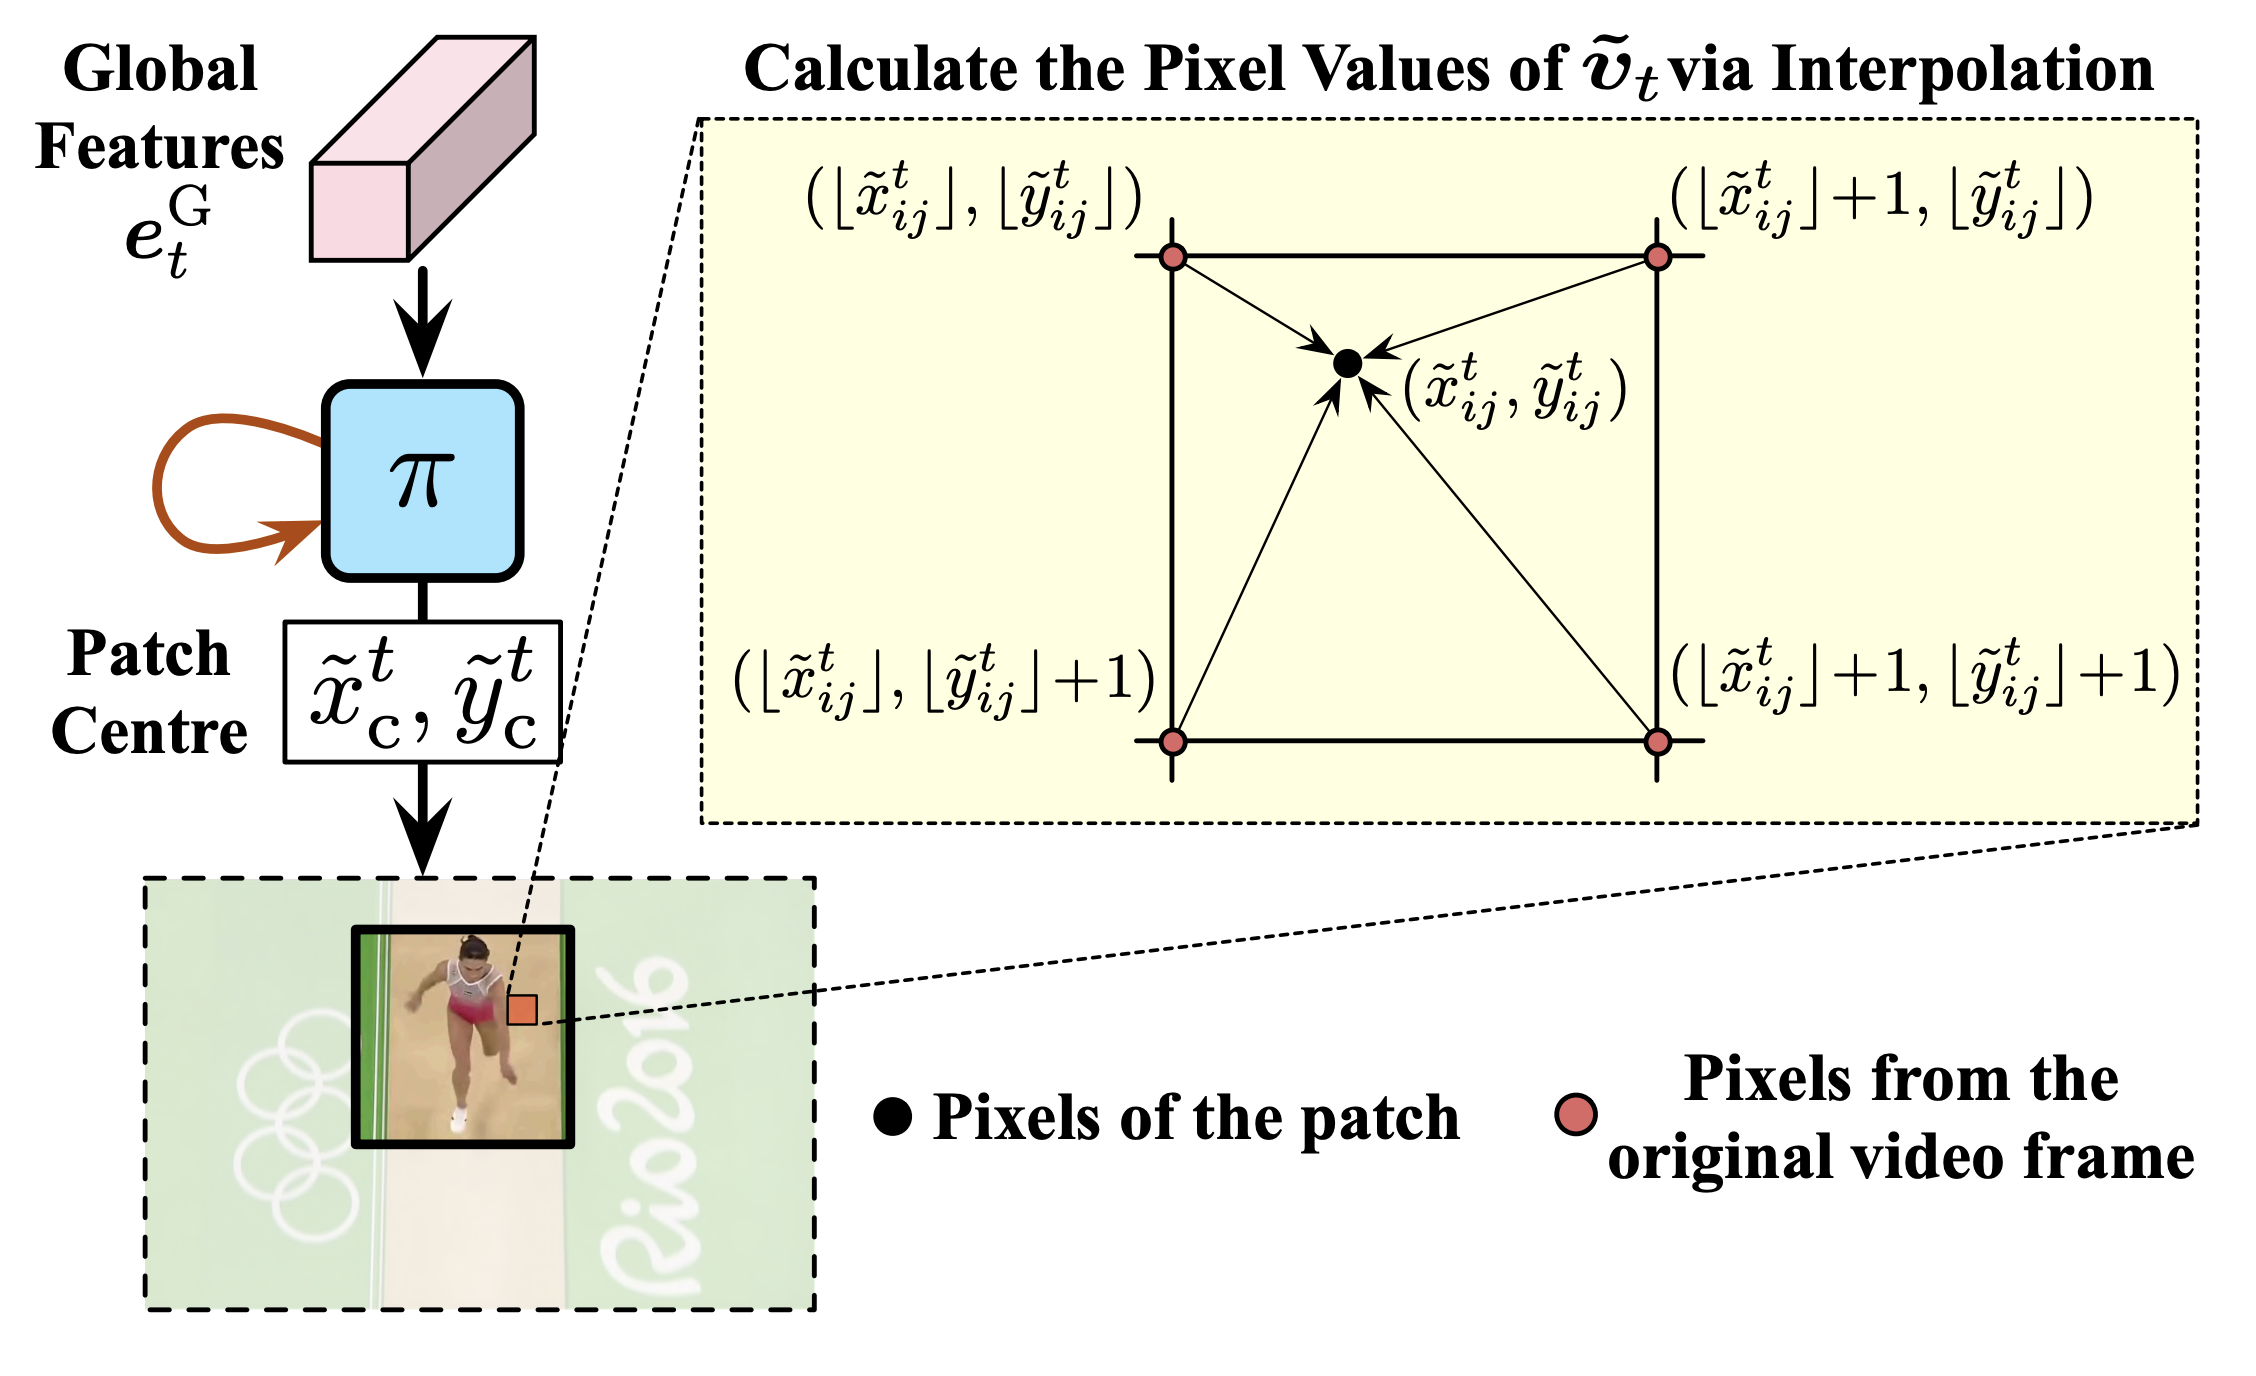 Global
Features
$e_t^{\mathrm{G}}$
π
Patch
Centre
$\tilde{x}_{\mathrm{c}}^t, \tilde{y}_{\mathrm{c}}^t$
Calculate the Pixel Values of $\tilde{v}_t$ via Interpolation
$(\lfloor \tilde{x}_{ij}^t \rfloor, \lfloor \tilde{y}_{ij}^t \rfloor)$
$(\lfloor \tilde{x}_{ij}^t \rfloor+1, \lfloor \tilde{y}_{ij}^t \rfloor)$
$(\tilde{x}_{ij}^t, \tilde{y}_{ij}^t)$
$(\lfloor \tilde{x}_{ij}^t \rfloor, \lfloor \tilde{y}_{ij}^t \rfloor+1)$
$(\lfloor \tilde{x}_{ij}^t \rfloor+1, \lfloor \tilde{y}_{ij}^t \rfloor+1)$
Rio2016
Pixels of the patch
Pixels from the
original video frame